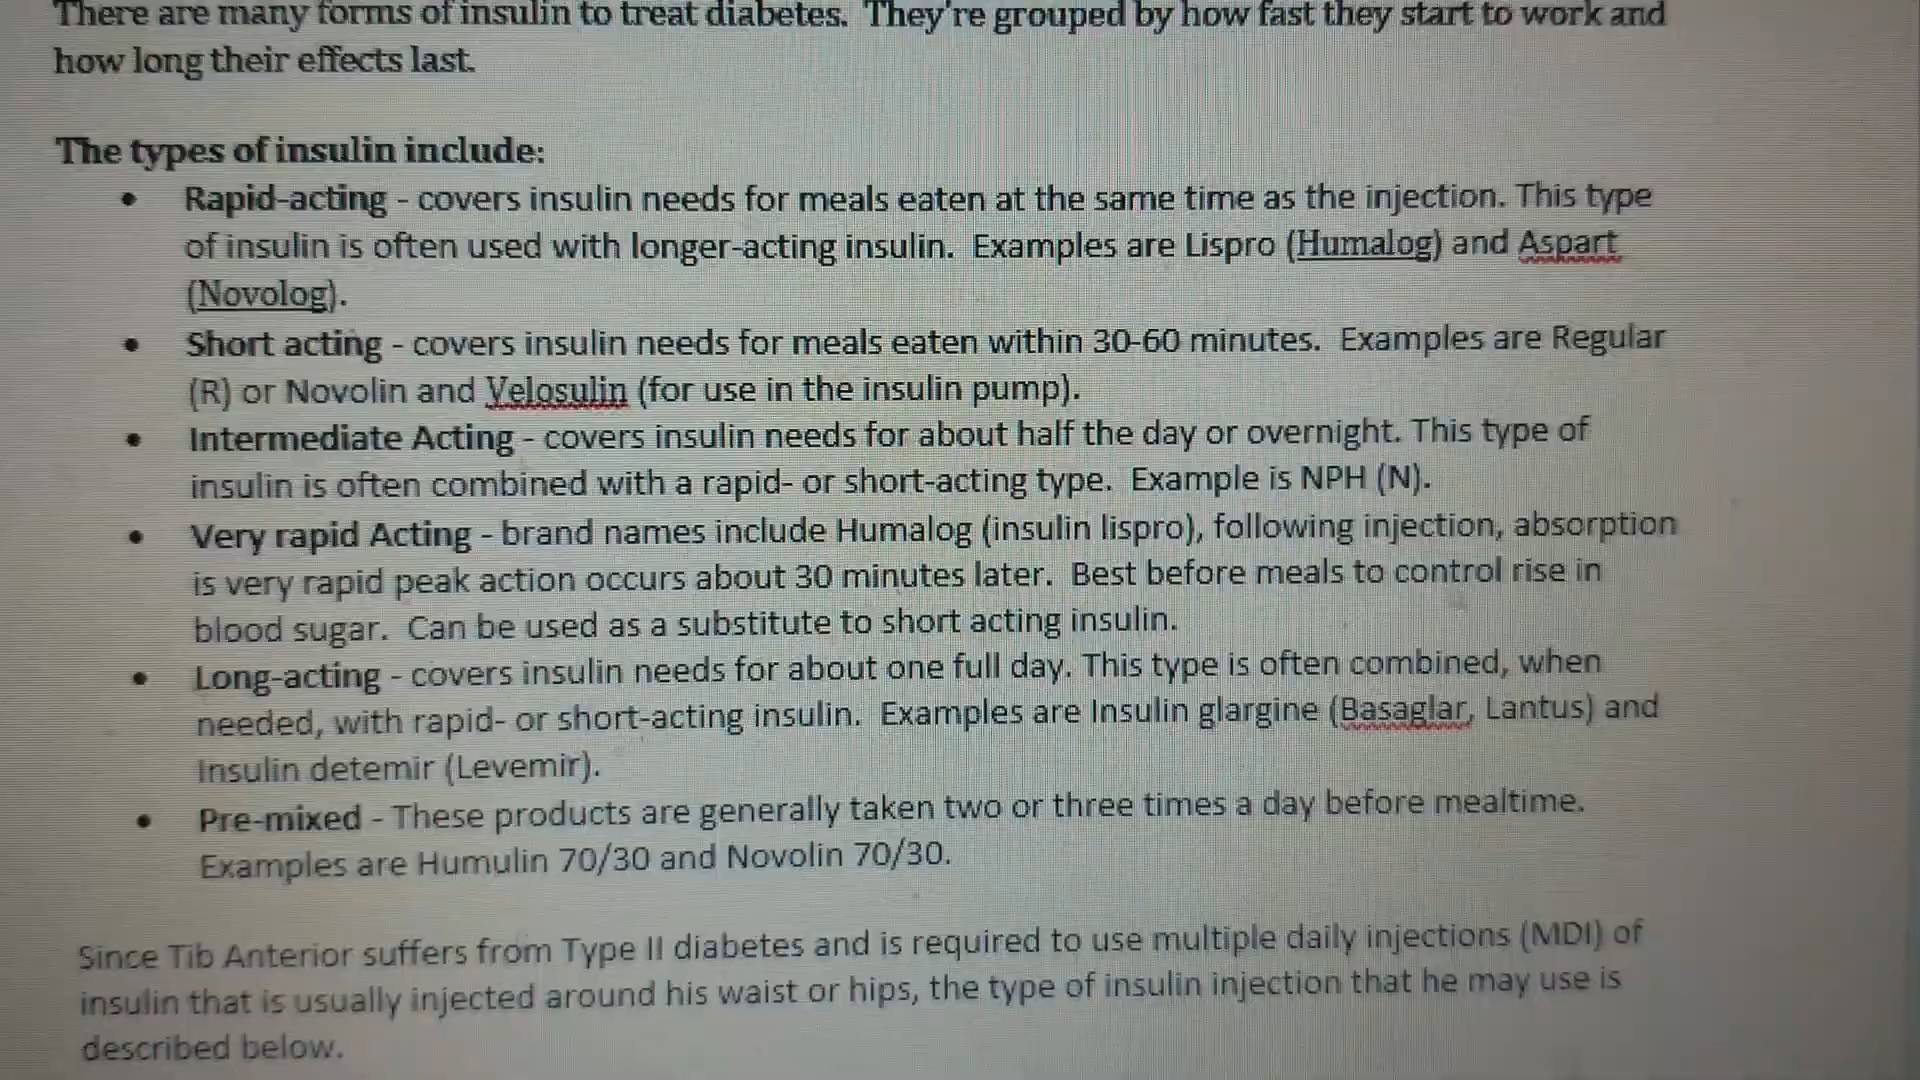 There are many forms of insulin to treat diabetes.  They're grouped by how fast they start to work and
how long their effects last.
The types of insulin include:
• Rapid-acting - covers insulin needs for meals eaten at the same time as the injection. This type
of insulin is often used with longer-acting insulin.  Examples are Lispro (Humalog) and Aspart
(Novolog).
• Short acting - covers insulin needs for meals eaten within 30-60 minutes.  Examples are Regular
(R) or Novolin and Velosulin (for use in the insulin pump).
• Intermediate Acting - covers insulin needs for about half the day or overnight. This type of
insulin is often combined with a rapid- or short-acting type.  Example is NPH (N).
• Very rapid Acting - brand names include Humalog (insulin lispro), following injection, absorption
is very rapid peak action occurs about 30 minutes later.  Best before meals to control rise in
blood sugar.  Can be used as a substitute to short acting insulin.
• Long-acting - covers insulin needs for about one full day. This type is often combined, when
needed, with rapid- or short-acting insulin.  Examples are Insulin glargine (Basaglar, Lantus) and
Insulin detemir (Levemir).
• Pre-mixed - These products are generally taken two or three times a day before mealtime.
Examples are Humulin 70/30 and Novolin 70/30.
Since Tib Anterior suffers from Type II diabetes and is required to use multiple daily injections (MDI) of
insulin that is usually injected around his waist or hips, the type of insulin injection that he may use is
described below.